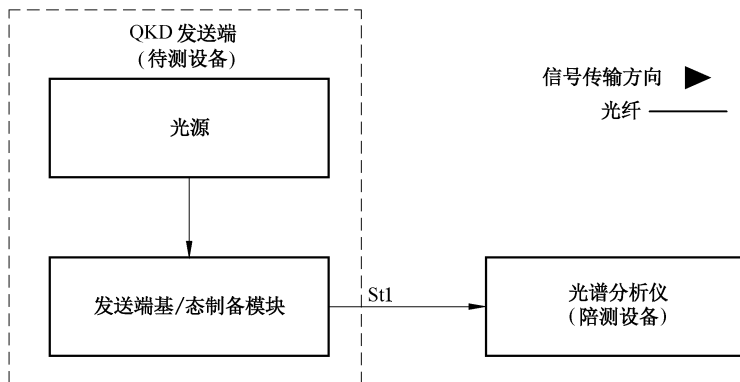 QKD 发送端
(待测设备)
信号传输方向
光纤
光源
发送端基/态制备模块
St1
光谱分析仪
(陪测设备)